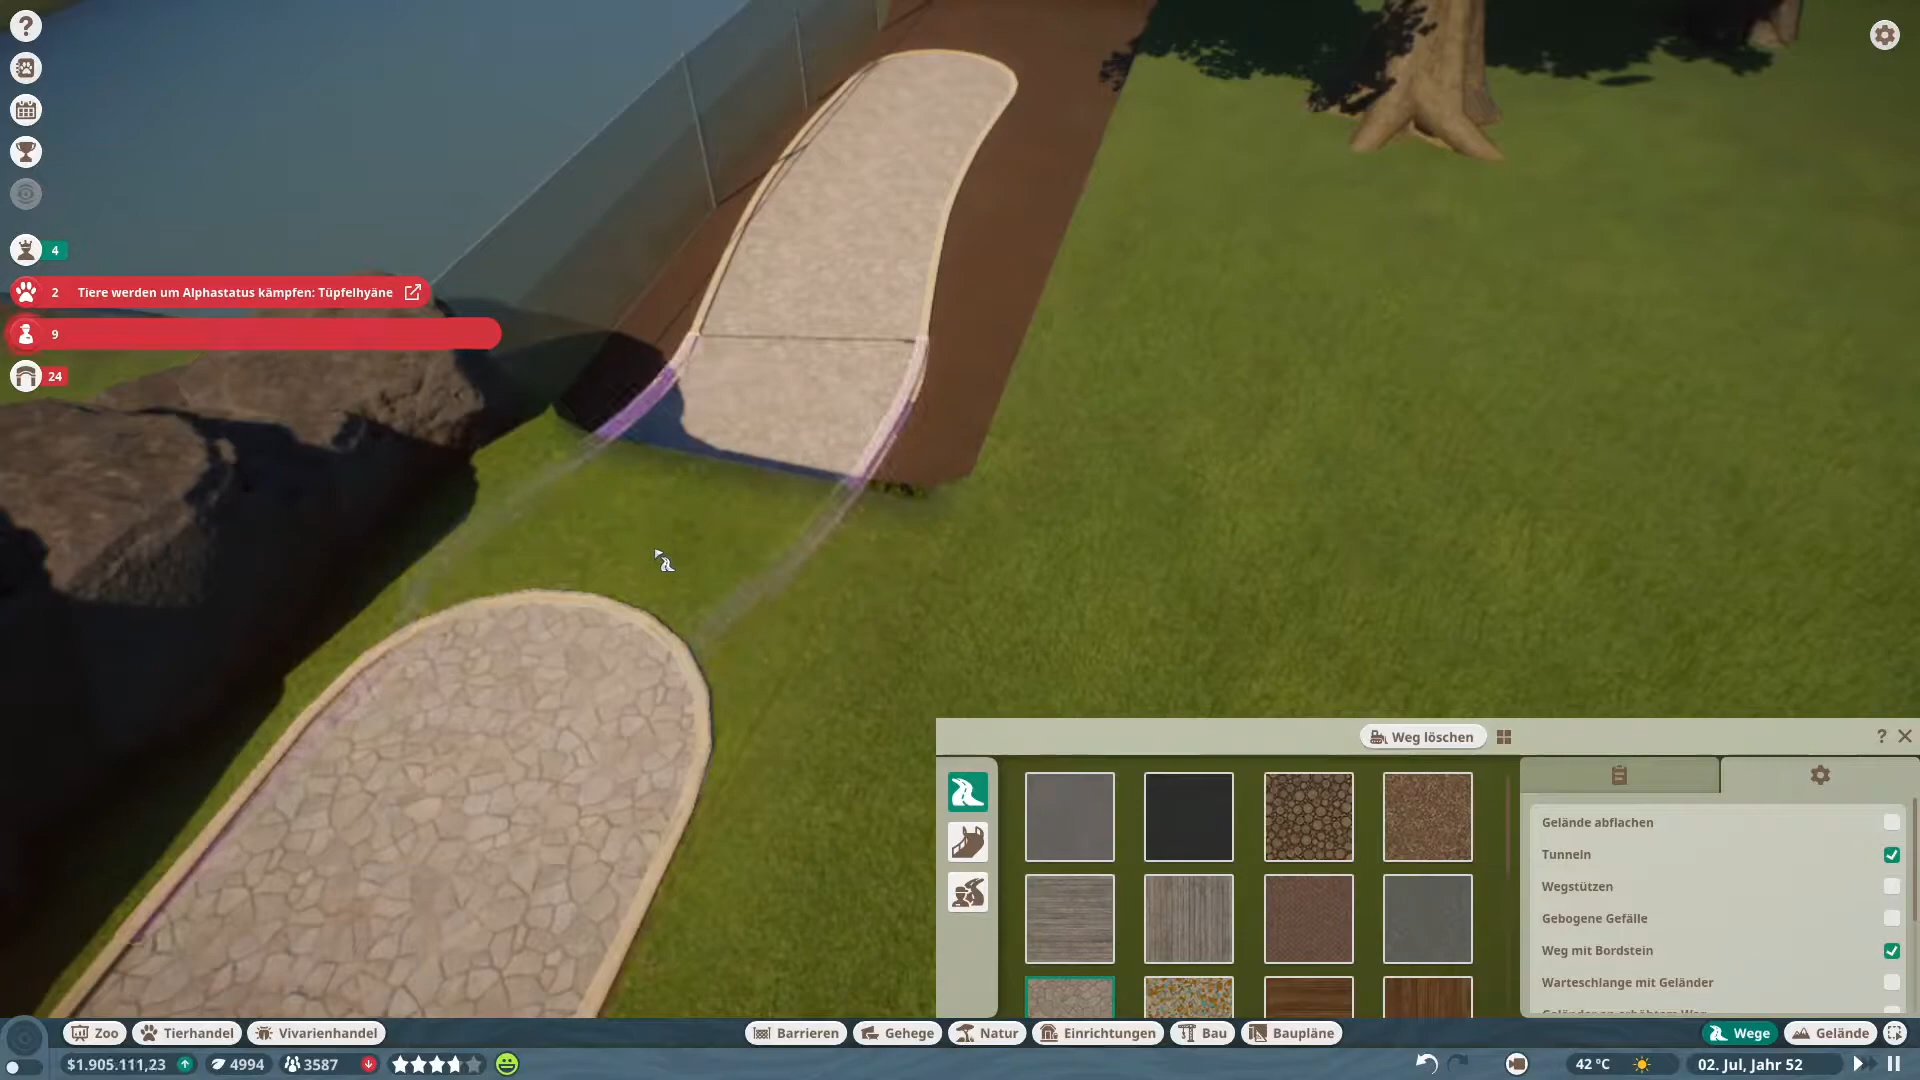 ?
4
2 Tiere werden um Alphastatus kämpfen: Tüpfelhyäne
9
24
Weg löschen
?
Gelände abflachen
Tunneln
Wegstützen
Gebogene Gefälle
Weg mit Bordstein
Warteschlange mit Geländer
Zoo
Tierhandel
Vivarienhandel
Barrieren
Gehege
Natur
Einrichtungen
Bau
Baupläne
Wege
Gelände
$1.905.111,23
4994
3587
42 °C
02. Jul, Jahr 52